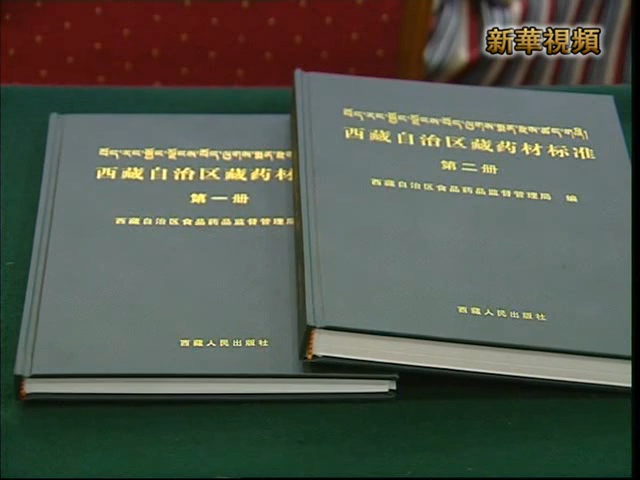 新華視頻
西藏自治区藏药材
第一册
西藏自治区食品药品监督管理局
西藏人民出版社
བོད་རང་སྐྱོང་ལྗོངས་བོད་ཁྲིམས
西藏自治区藏药材标准
第二册
西藏自治区食品药品监督管理局 编
西藏人民出版社